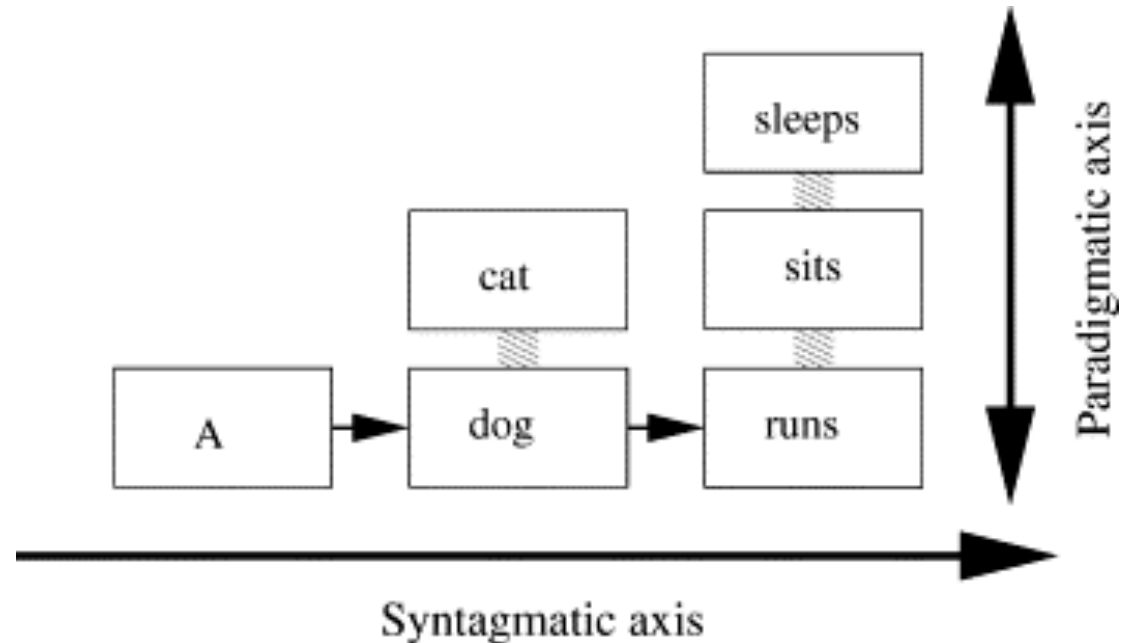 sleeps
cat
sits
A
dog
runs
Syntagmatic axis
Paradigmatic axis